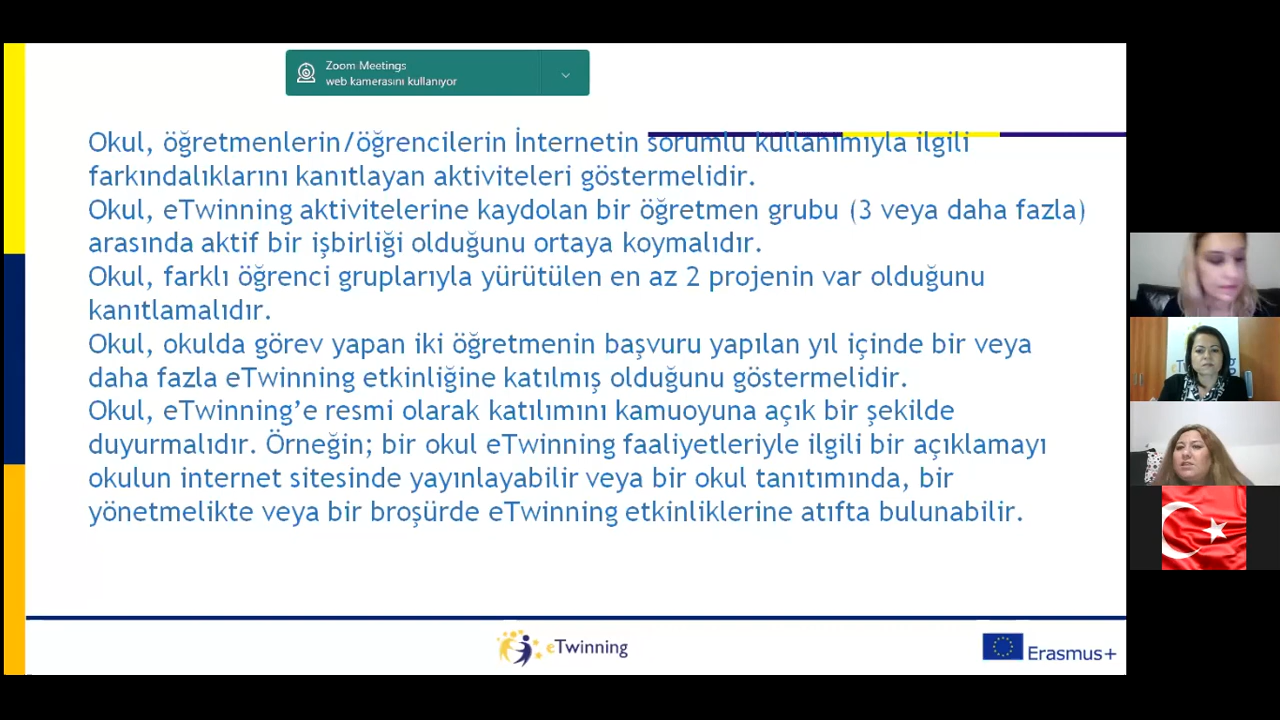 Zoom Meetings
web kamerasını kullanıyor
Okul, öğretmenlerin/öğrencilerin İnternetin sorumlu kullanımıyla ilgili
farkındalıklarını kanıtlayan aktiviteleri göstermelidir.
Okul, eTwinning aktivitelerine kaydolan bir öğretmen grubu (3 veya daha fazla)
arasında aktif bir işbirliği olduğunu ortaya koymalıdır.
Okul, farklı öğrenci gruplarıyla yürütülen en az 2 projenin var olduğunu
kanıtlamalıdır.
Okul, okulda görev yapan iki öğretmenin başvuru yapılan yıl içinde bir veya
daha fazla eTwinning etkinliğine katılmış olduğunu göstermelidir.
Okul, eTwinning’e resmi olarak katılımını kamuoyuna açık bir şekilde
duyurmalıdır. Örneğin; bir okul eTwinning faaliyetleriyle ilgili bir açıklamayı
okulun internet sitesinde yayınlayabilir veya bir okul tanıtımında, bir
yönetmelikte veya bir broşürde eTwinning etkinliklerine atıfta bulunabilir.
eTwinning
Erasmus+